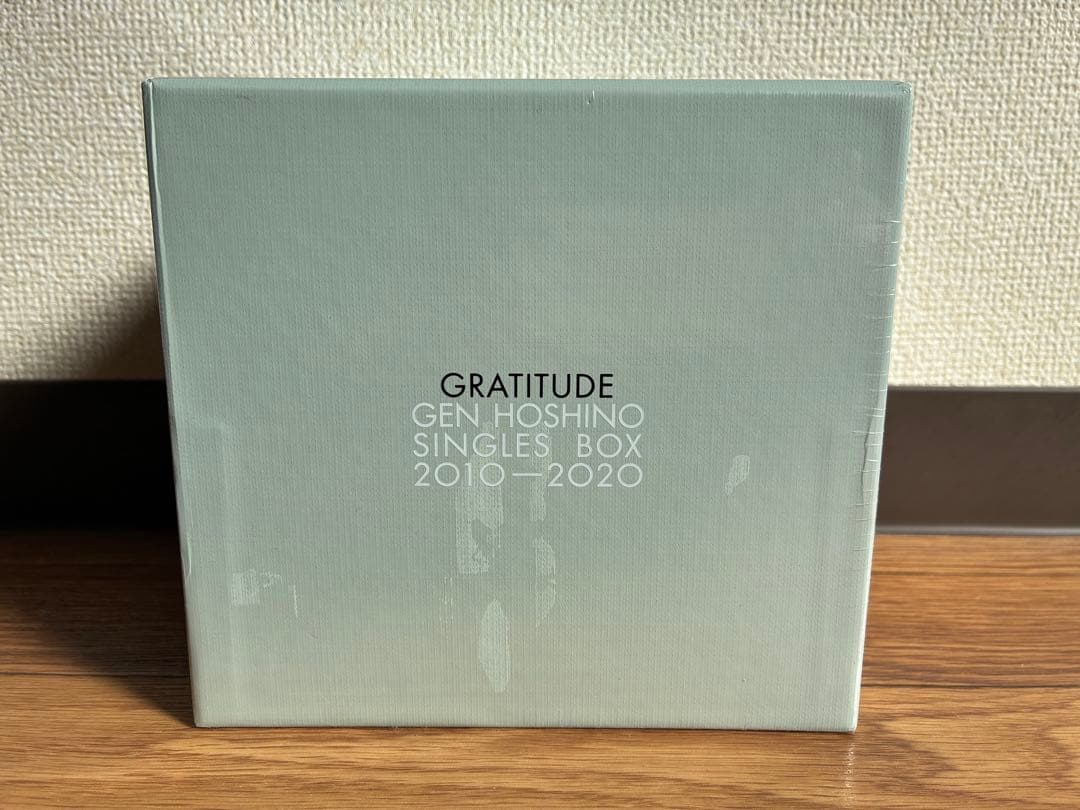 GRATITUDE
GEN HOSHINO
SINGLES BOX
2010—2020